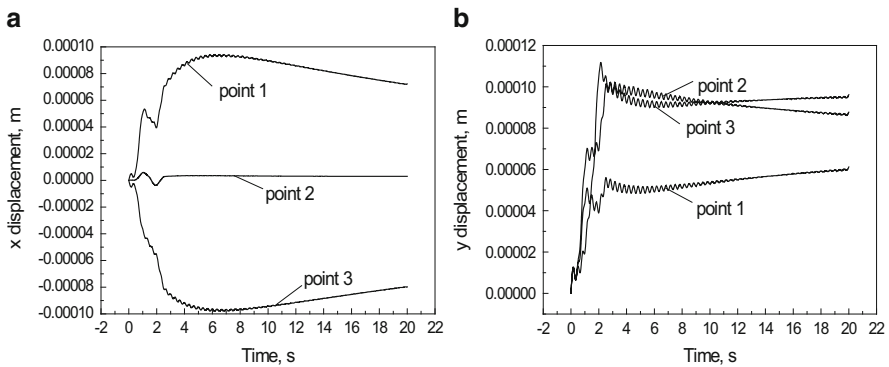 a
x displacement, m
0.00010
0.00008
0.00006
0.00004
0.00002
0.00000
-0.00002
-0.00004
-0.00006
-0.00008
-0.00010
point 1
point 2
point 3
-2 0 2 4 6 8 10 12 14 16 18 20 22
Time, s
b
y displacement, m
0.00012
0.00010
0.00008
0.00006
0.00004
0.00002
0.00000
point 2
point 3
point 1
-2 0 2 4 6 8 10 12 14 16 18 20 22
Time, s